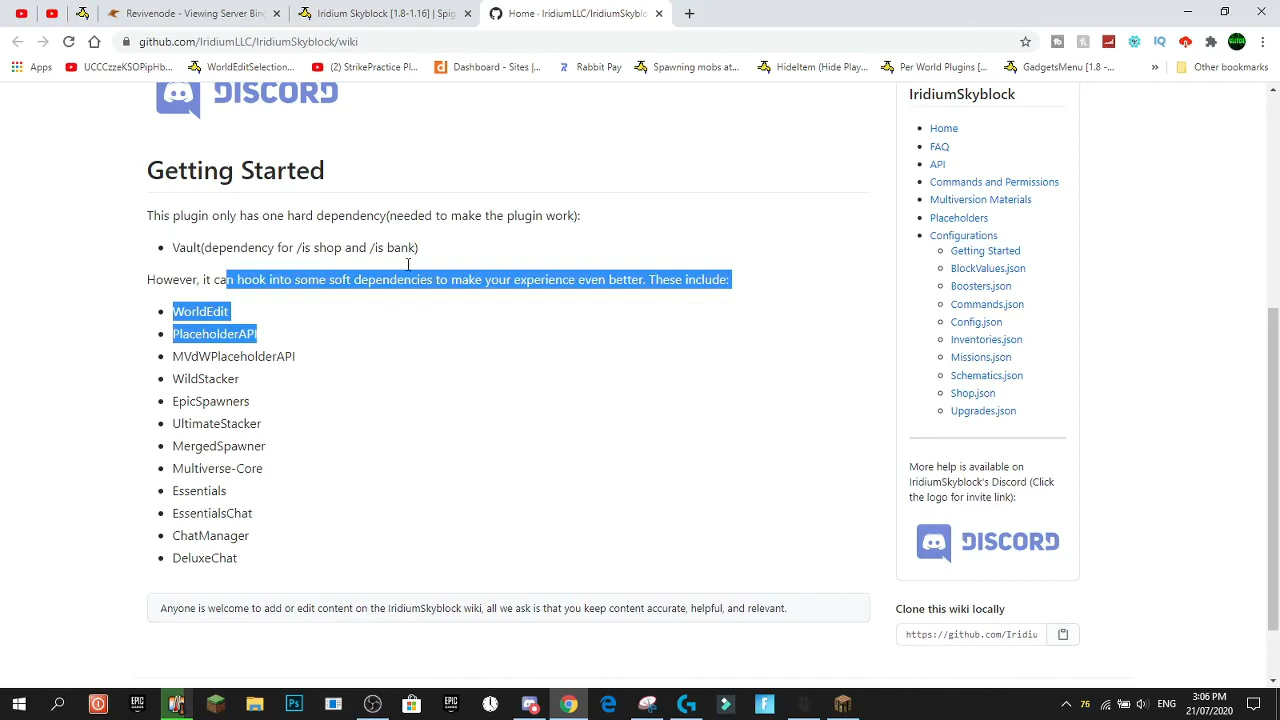 Revivenode - Viewing Server Bin
Iridium Skyblock [1.8-1.16] | Spig
Home · IridiumLLC/IridiumSkyblo
github.com/IridiumLLC/IridiumSkyblock/wiki
Apps
UCCCzzeKSOPipHb...
WorldEditSelection...
(2) StrikePractice Pl...
Dashboard - Sites |...
Rabbit Pay
Spawning mobs at...
HideItem (Hide Play...
Per World Plugins [...
GadgetsMenu [1.8 -...
»
Other bookmarks
DISCORD
Getting Started
This plugin only has one hard dependency(needed to make the plugin work):
Vault(dependency for /is shop and /is bank)
However, it can hook into some soft dependencies to make your experience even better. These include:
WorldEdit
PlaceholderAPI
MVdWPlaceholderAPI
WildStacker
EpicSpawners
UltimateStacker
MergedSpawner
Multiverse-Core
Essentials
EssentialsChat
ChatManager
DeluxeChat
Anyone is welcome to add or edit content on the IridiumSkyblock wiki, all we ask is that you keep content accurate, helpful, and relevant.
IridiumSkyblock
Home
FAQ
API
Commands and Permissions
Multiversion Materials
Placeholders
Configurations
Getting Started
BlockValues.json
Boosters.json
Commands.json
Config.json
Inventories.json
Missions.json
Schematics.json
Shop.json
Upgrades.json
More help is available on
IridiumSkyblock's Discord (Click
the logo for invite link):
DISCORD
Clone this wiki locally
https://github.com/Iridiu
76
ENG
3:06 PM
21/07/2020